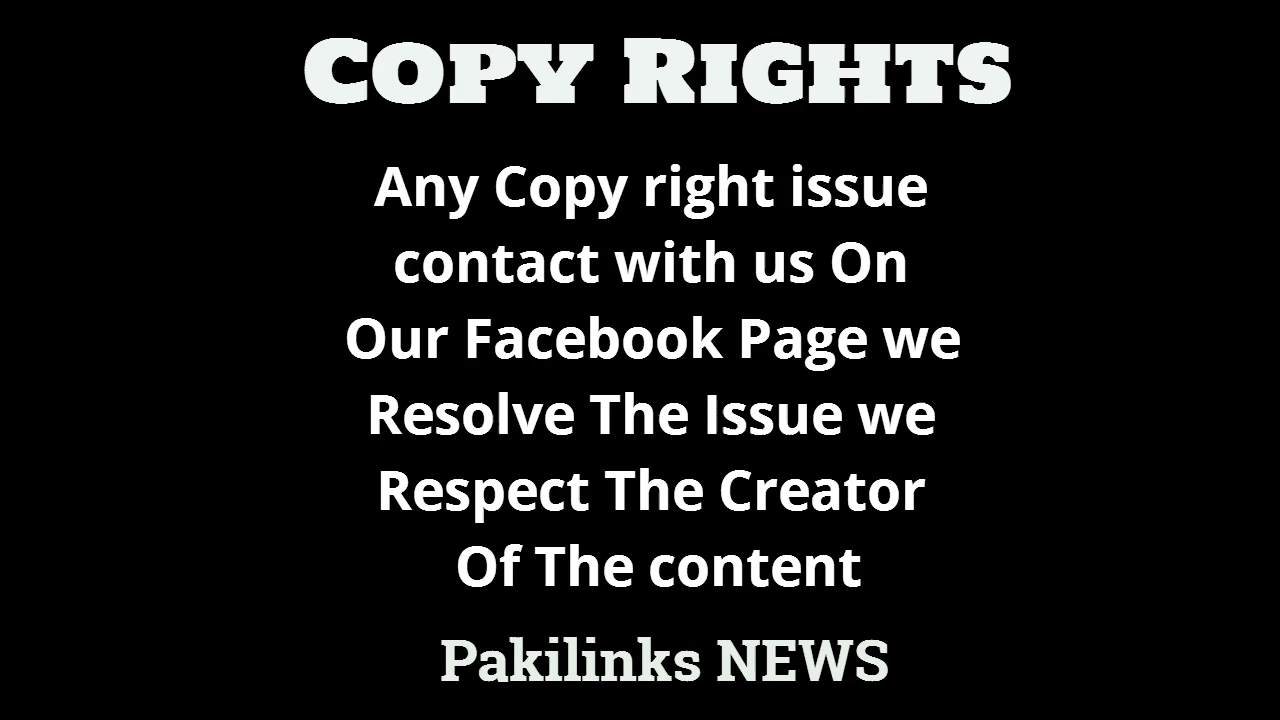 Copy Rights
Any Copy right issue
contact with us On
Our Facebook Page we
Resolve The Issue we
Respect The Creator
Of The content
Pakilinks NEWS